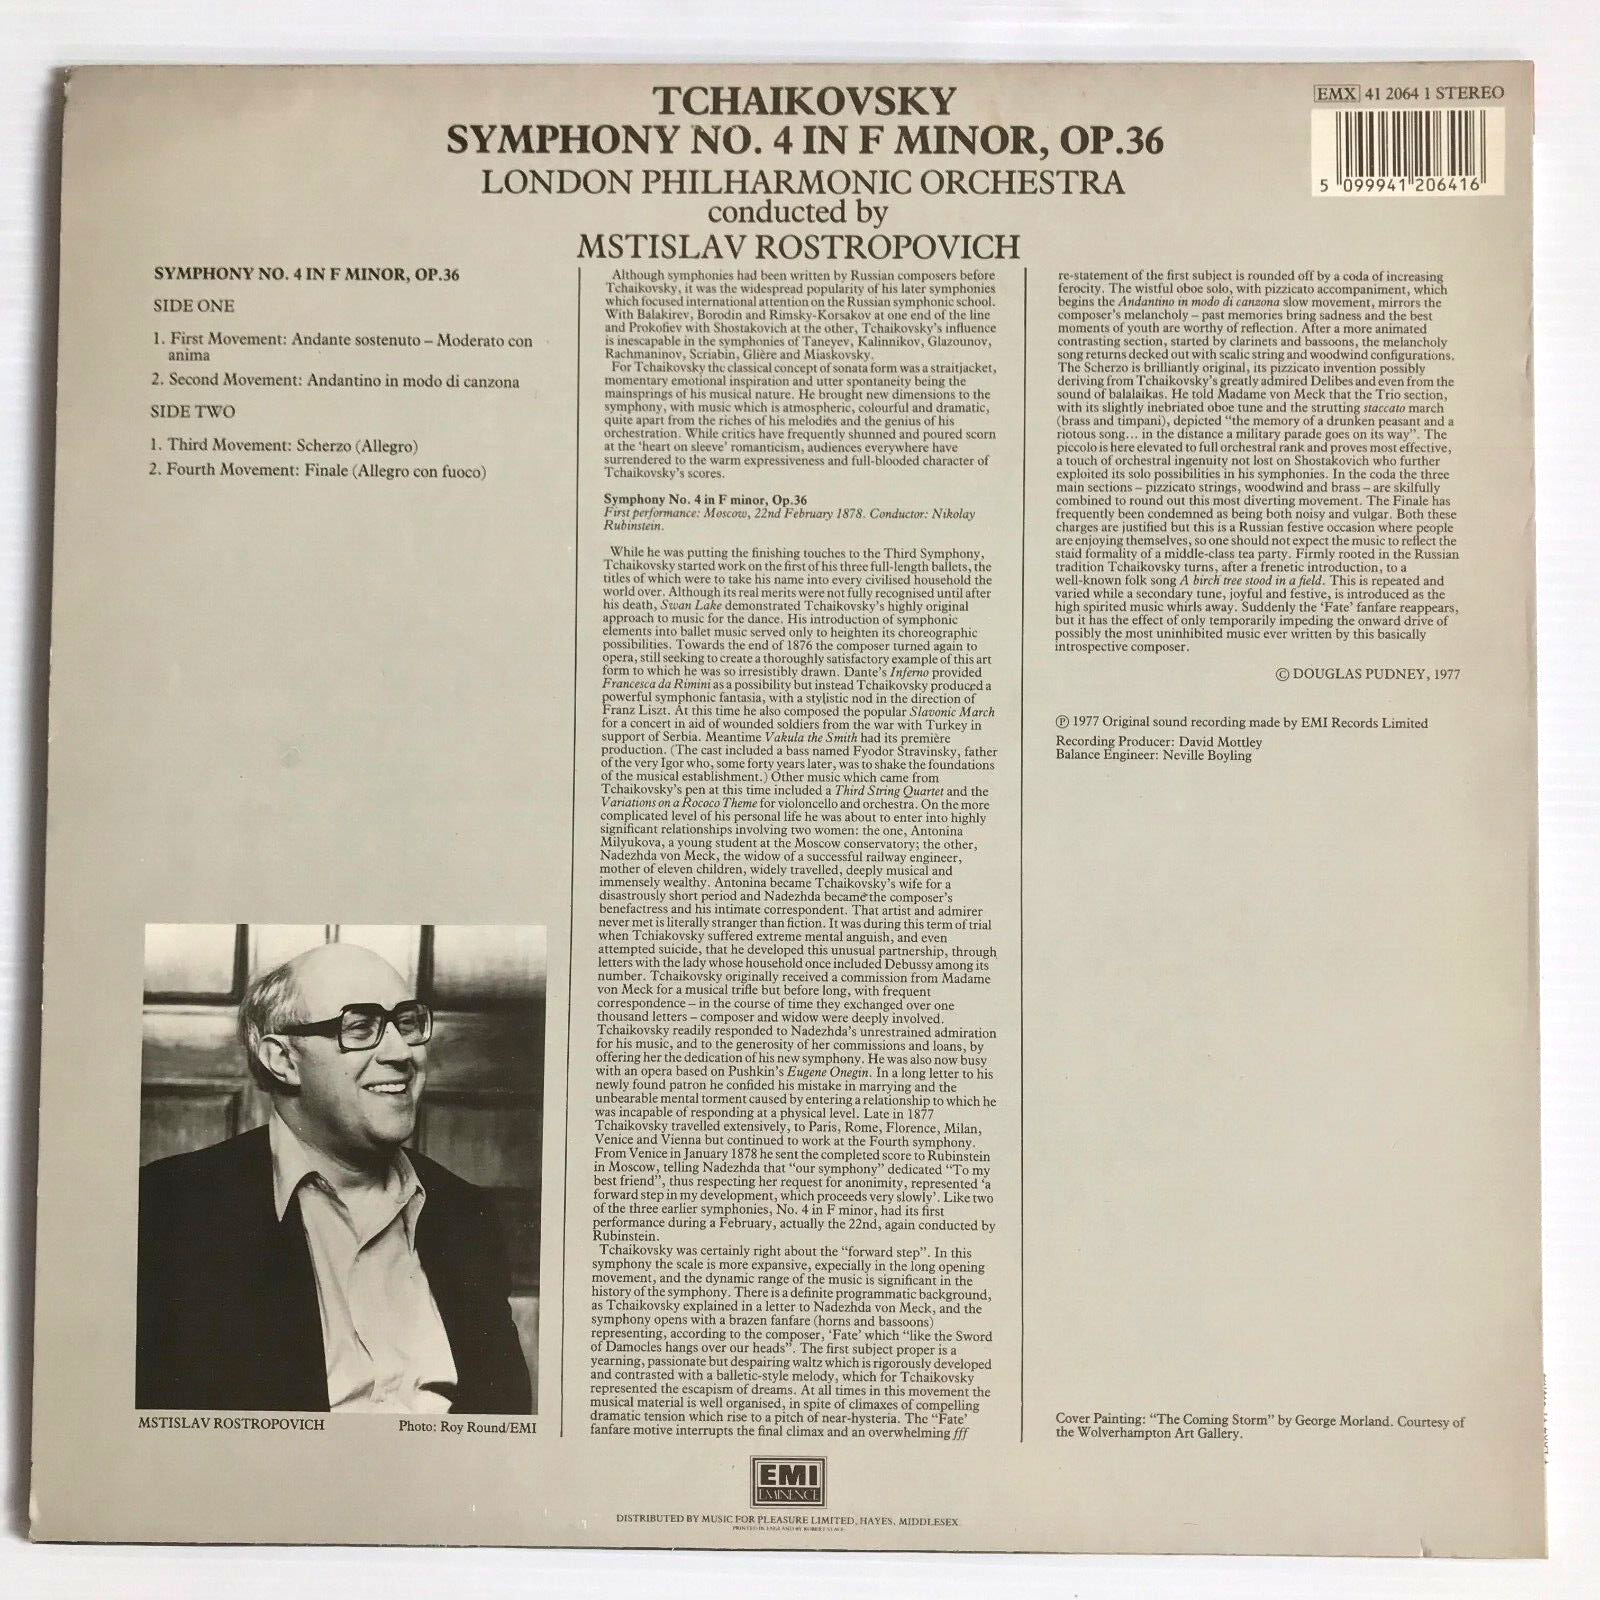 TCHAIKOVSKY
SYMPHONY NO. 4 IN F MINOR, OP.36
LONDON PHILHARMONIC ORCHESTRA
conducted by
MSTISLAV ROSTROPOVICH
EMX 41 2064 1 STEREO
5 099941 206416
SYMPHONY NO. 4 IN F MINOR, OP.36
SIDE ONE
1. First Movement: Andante sostenuto – Moderato con
anima
2. Second Movement: Andantino in modo di canzona
SIDE TWO
1. Third Movement: Scherzo (Allegro)
2. Fourth Movement: Finale (Allegro con fuoco)
MSTISLAV ROSTROPOVICH
Photo: Roy Round/EMI
Although symphonies had been written by Russian composers before
Tchaikovsky, it was the widespread popularity of his later symphonies
which focused international attention on the Russian symphonic school.
With Balakirev, Borodin and Rimsky-Korsakov at one end of the line
and Prokofiev with Shostakovich at the other, Tchaikovsky's influence
is inescapable in the symphonies of Taneyev, Kalinnikov, Glazounov,
Rachmaninov, Scriabin, Glière and Miaskovsky.
For Tchaikovsky the classical concept of sonata form was a straitjacket,
momentary emotional inspiration and utter spontaneity being the
mainsprings of his musical nature. He brought new dimensions to the
symphony, with music which is atmospheric, colourful and dramatic,
quite apart from the riches of his melodies and the genius of his
orchestration. While critics have frequently shunned and poured scorn
at the 'heart on sleeve' romanticism, audiences everywhere have
surrendered to the warm expressiveness and full-blooded character of
Tchaikovsky's scores.
Symphony No. 4 in F minor, Op.36
First performance: Moscow, 22nd February 1878. Conductor: Nikolay
Rubinstein.
While he was putting the finishing touches to the Third Symphony,
Tchaikovsky started work on the first of his three full-length ballets, the
titles of which were to take his name into every civilised household the
world over. Although its real merits were not fully recognised until after
his death, Swan Lake demonstrated Tchaikovsky's highly original
approach to music for the dance. His introduction of symphonic
elements into ballet music served only to heighten its choreographic
possibilities. Towards the end of 1876 the composer turned again to
opera, still seeking to create a thoroughly satisfactory example of this art
form to which he was so irresistibly drawn. Dante's Inferno provided
Francesca da Rimini as a possibility but instead Tchaikovsky produced a
powerful symphonic fantasia, with a stylistic nod in the direction of
Franz Liszt. At this time he also composed the popular Slavonic March
for a concert in aid of wounded soldiers from the war with Turkey in
support of Serbia. Meantime Vakula the Smith had its première
production. (The cast included a bass named Fyodor Stravinsky, father
of the very Igor who, some forty years later, was to shake the foundations
of the musical establishment.) Other music which came from
Tchaikovsky's pen at this time included a Third String Quartet and the
Variations on a Rococo Theme for violoncello and orchestra. On the more
complicated level of his personal life he was about to enter into highly
significant relationships involving two women: the one, Antonina
Milyukova, a young student at the Moscow conservatory; the other,
Nadezhda von Meck, the widow of a successful railway engineer,
mother of eleven children, widely travelled, deeply musical and
immensely wealthy. Antonina became Tchaikovsky's wife for a
disastrously short period and Nadezhda became the composer's
benefactress and his intimate correspondent. That artist and admirer
never met is literally stranger than fiction. It was during this term of trial
when Tchiakovsky suffered extreme mental anguish, and even
attempted suicide, that he developed this unusual partnership, through
letters with the lady whose household once included Debussy among its
number. Tchaikovsky originally received a commission from Madame
von Meck for a musical trifle but before long, with frequent
correspondence – in the course of time they exchanged over one
thousand letters – composer and widow were deeply involved.
Tchaikovsky readily responded to Nadezhda's unrestrained admiration
for his music, and to the generosity of her commissions and loans, by
offering her the dedication of his new symphony. He was also now busy
with an opera based on Pushkin's Eugene Onegin. In a long letter to his
newly found patron he confided his mistake in marrying and the
unbearable mental torment caused by entering a relationship to which he
was incapable of responding at a physical level. Late in 1877
Tchaikovsky travelled extensively, to Paris, Rome, Florence, Milan,
Venice and Vienna but continued to work at the Fourth symphony.
From Venice in January 1878 he sent the completed score to Rubinstein
in Moscow, telling Nadezhda that "our symphony" dedicated "To my
best friend", thus respecting her request for anonimity, represented 'a
forward step in my development, which proceeds very slowly'. Like two
of the three earlier symphonies, No. 4 in F minor, had its first
performance during a February, actually the 22nd, again conducted by
Rubinstein.
Tchaikovsky was certainly right about the "forward step". In this
symphony the scale is more expansive, expecially in the long opening
movement, and the dynamic range of the music is significant in the
history of the symphony. There is a definite programmatic background,
as Tchaikovsky explained in a letter to Nadezhda von Meck, and the
symphony opens with a brazen fanfare (horns and bassoons)
representing, according to the composer, 'Fate' which "like the Sword
of Damocles hangs over our heads". The first subject proper is a
yearning, passionate but despairing waltz which is rigorously developed
and contrasted with a balletic-style melody, which for Tchaikovsky
represented the escapism of dreams. At all times in this movement the
musical material is well organised, in spite of climaxes of compelling
dramatic tension which rise to a pitch of near-hysteria. The "Fate'
fanfare motive interrupts the final climax and an overwhelming fff
re-statement of the first subject is rounded off by a coda of increasing
ferocity. The wistful oboe solo, with pizzicato accompaniment, which
begins the Andantino in modo di canzona slow movement, mirrors the
composer's melancholy – past memories bring sadness and the best
moments of youth are worthy of reflection. After a more animated
contrasting section, started by clarinets and bassoons, the melancholy
song returns decked out with scalic string and woodwind configurations.
The Scherzo is brilliantly original, its pizzicato invention possibly
deriving from Tchaikovsky's greatly admired Delibes and even from the
sound of balalaikas. He told Madame von Meck that the Trio section,
with its slightly inebriated oboe tune and the strutting staccato march
(brass and timpani), depicted "the memory of a drunken peasant and a
riotous song... in the distance a military parade goes on its way". The
piccolo is here elevated to full orchestral rank and proves most effective,
a touch of orchestral ingenuity not lost on Shostakovich who further
exploited its solo possibilities in his symphonies. In the coda the three
main sections – pizzicato strings, woodwind and brass – are skilfully
combined to round out this most diverting movement. The Finale has
frequently been condemned as being both noisy and vulgar. Both these
charges are justified but this is a Russian festive occasion where people
are enjoying themselves, so one should not expect the music to reflect the
staid formality of a middle-class tea party. Firmly rooted in the Russian
tradition Tchaikovsky turns, after a frenetic introduction, to a
well-known folk song A birch tree stood in a field. This is repeated and
varied while a secondary tune, joyful and festive, is introduced as the
high spirited music whirls away. Suddenly the 'Fate' fanfare reappears,
but it has the effect of only temporarily impeding the onward drive of
possibly the most uninhibited music ever written by this basically
introspective composer.
© DOUGLAS PUDNEY, 1977
℗ 1977 Original sound recording made by EMI Records Limited
Recording Producer: David Mottley
Balance Engineer: Neville Boyling
Cover Painting: "The Coming Storm" by George Morland. Courtesy of
the Wolverhampton Art Gallery.
EMI
EMINENCE
DISTRIBUTED BY MUSIC FOR PLEASURE LIMITED, HAYES, MIDDLESEX
PRINTED IN ENGLAND BY ROBERT STACE